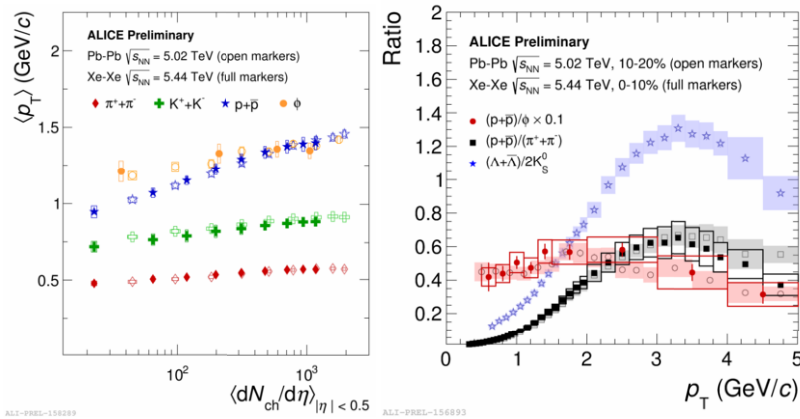 ALICE Preliminary
Pb-Pb √sNN = 5.02 TeV (open markers)
Xe-Xe √sNN = 5.44 TeV (full markers)
π⁺+π⁻ K⁺+K⁻ p+p̅ ϕ
⟨pT⟩ (GeV/c)
2
1.5
1
0.5
10² 10³
⟨dNch/dη⟩|η| < 0.5
ALI-PREL-158289
Ratio
2
1.8
1.6
1.4
1.2
1
0.8
0.6
0.4
0.2
ALICE Preliminary
Pb-Pb √sNN = 5.02 TeV, 10-20% (open markers)
Xe-Xe √sNN = 5.44 TeV, 0-10% (full markers)
(p+p̅)/ϕ × 0.1
(p+p̅)/(π⁺+π⁻)
(Λ+Λ̅)/2K⁰S
0 1 2 3 4 5
pT (GeV/c)
ALI-PREL-156893